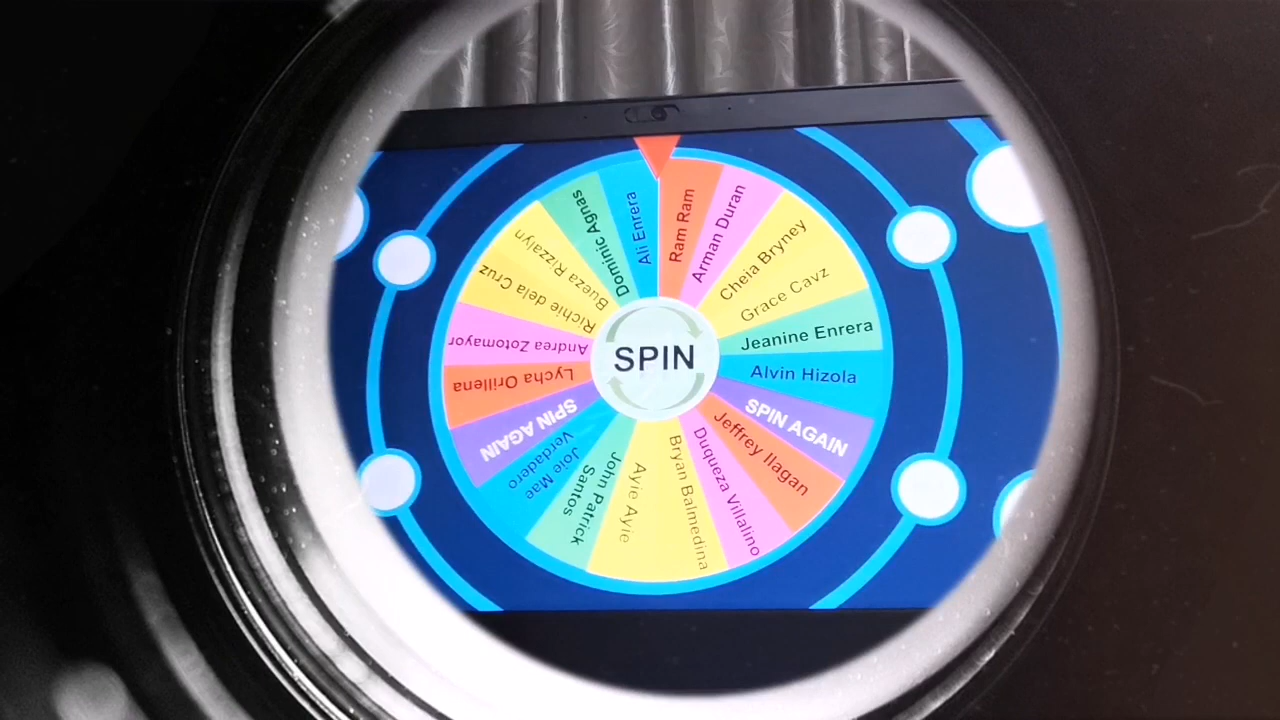 Ram Ram
Arman Duran
Cheia Bryney
Grace Cavz
Jeanine Enrera
Alvin Hizola
SPIN AGAIN
Jeffrey Ilagan
Duqueza Villalino
Bryan Balmedina
Ayie Ayie
John Patrick
Santos
Joie Mae
Verdadero
SPIN AGAIN
Lycha Orillena
Andrea Zotomayor
Richie dela Cruz
Bueza Rizzalyn
Dominic Agnas
Ali Enrera
SPIN